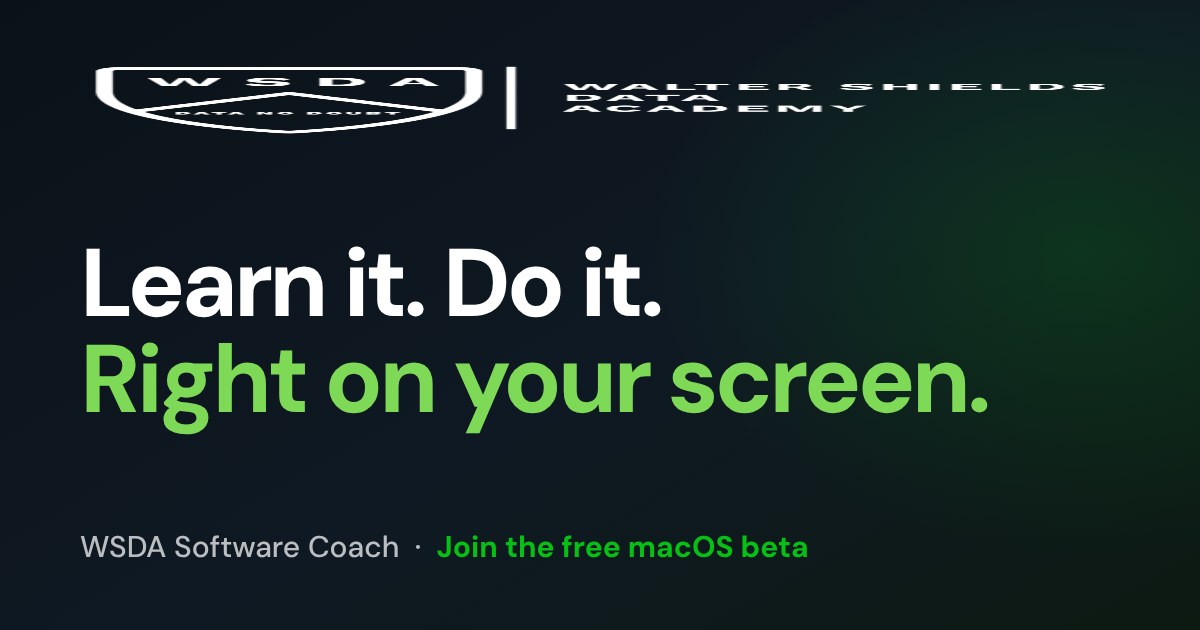 WSDA
DATA NO DOUBT
WALTER SHIELDS
DATA
ACADEMY
Learn it. Do it.
Right on your screen.
WSDA Software Coach · Join the free macOS beta